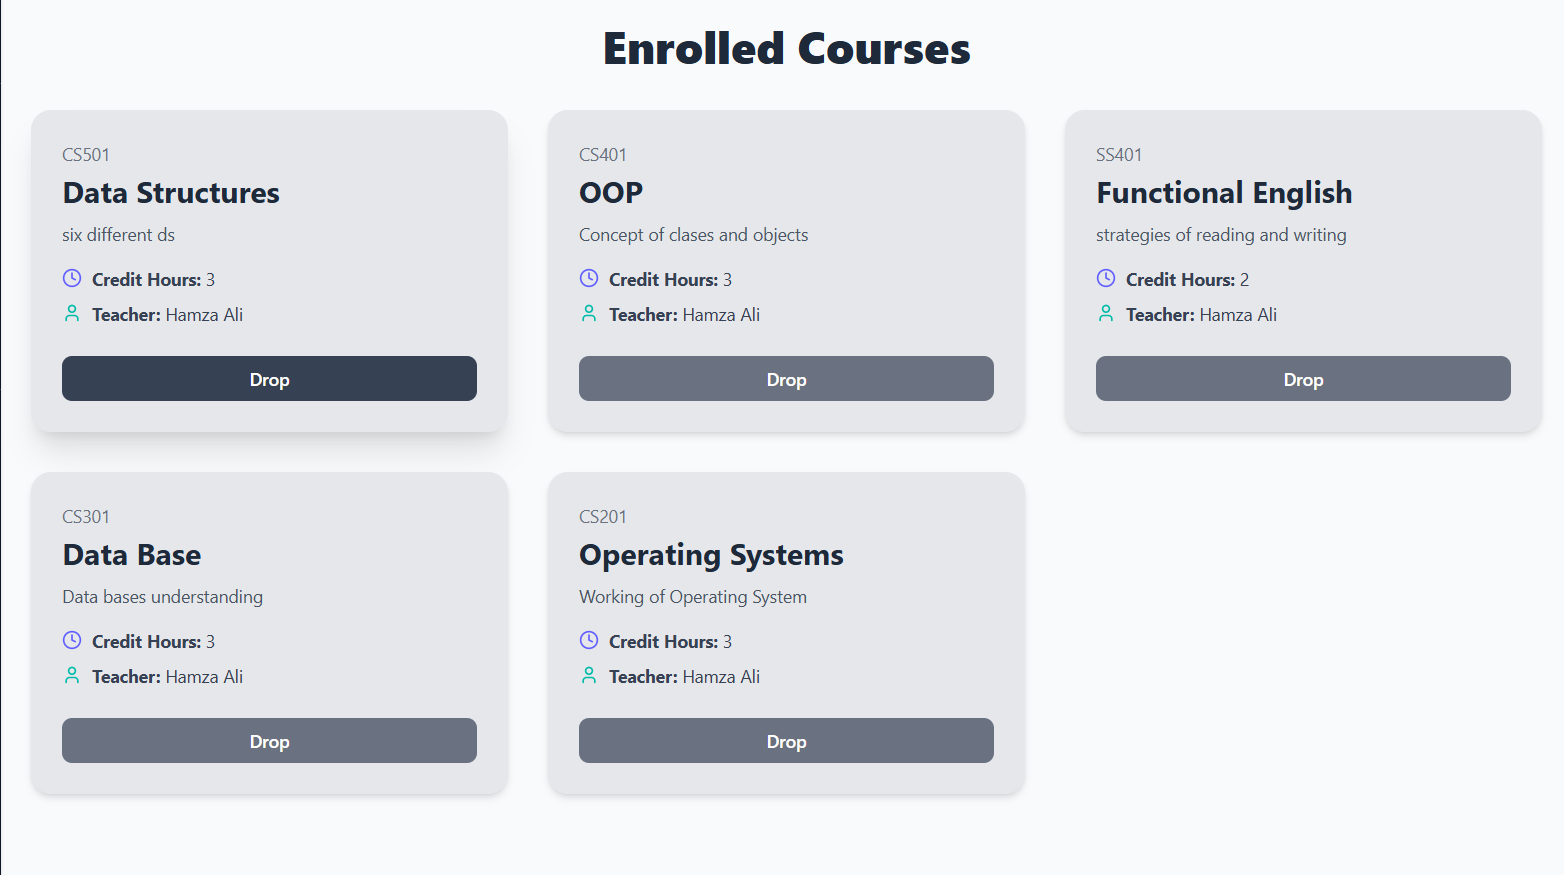 Enrolled Courses
CS501
Data Structures
six different ds
Credit Hours: 3
Teacher: Hamza Ali
Drop
CS401
OOP
Concept of clases and objects
Credit Hours: 3
Teacher: Hamza Ali
Drop
SS401
Functional English
strategies of reading and writing
Credit Hours: 2
Teacher: Hamza Ali
Drop
CS301
Data Base
Data bases understanding
Credit Hours: 3
Teacher: Hamza Ali
Drop
CS201
Operating Systems
Working of Operating System
Credit Hours: 3
Teacher: Hamza Ali
Drop